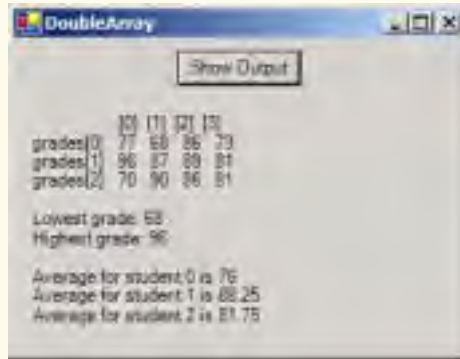 DoubleArray
Show Output
[0] [1] [2] [3]
grades[0] 77 68 86 73
grades[1] 96 87 89 81
grades[2] 70 90 86 81
Lowest grade: 68
Highest grade: 96
Average for student 0 is 76
Average for student 1 is 88.25
Average for student 2 is 81.75